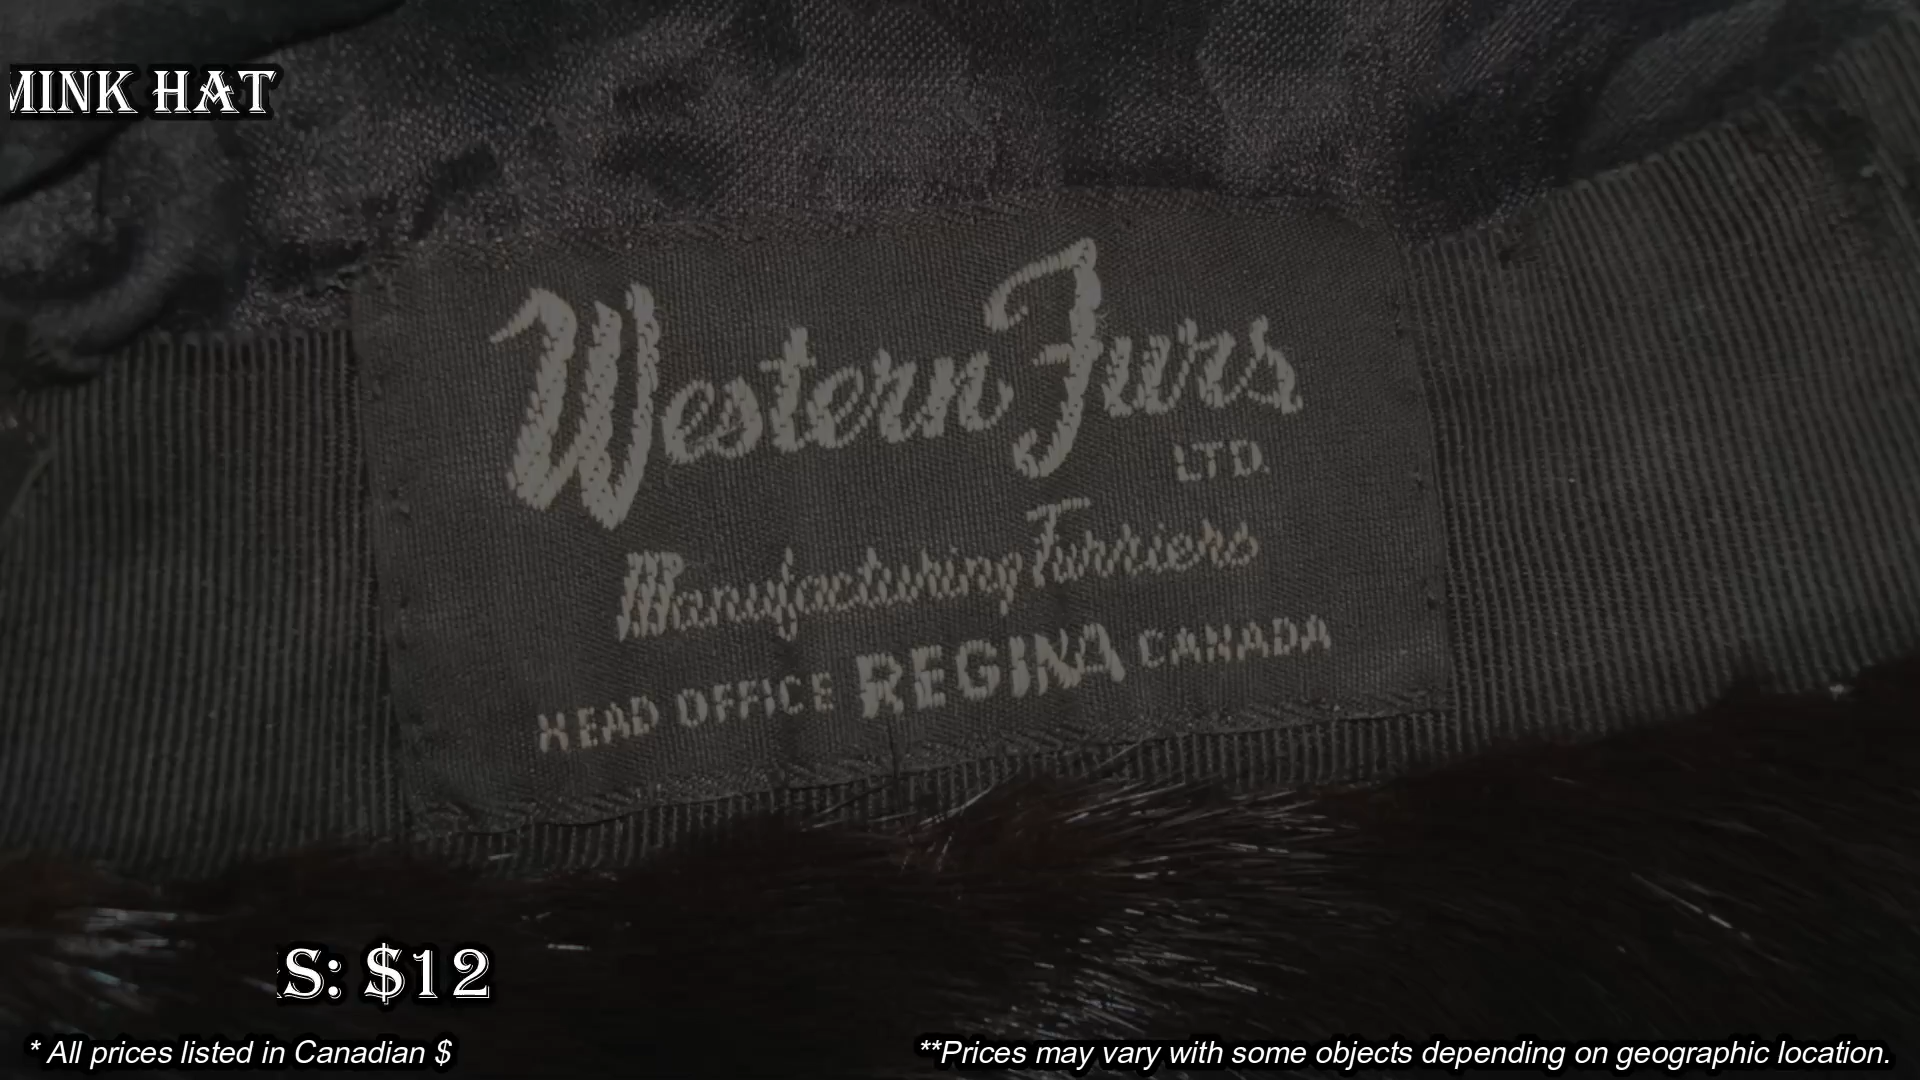 MINK HAT
Western Furs
LTD.
Manufacturing Furriers
HEAD OFFICE REGINA CANADA
S: $12
* All prices listed in Canadian $
**Prices may vary with some objects depending on geographic location.